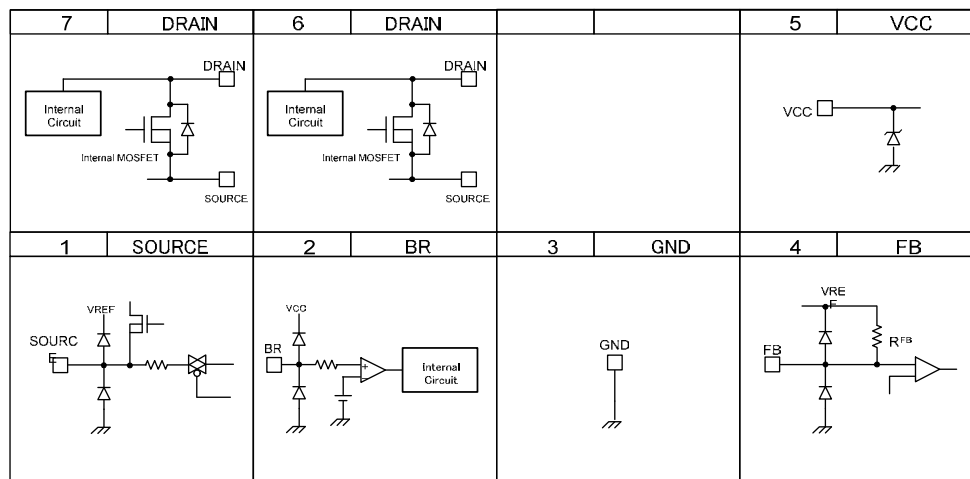 7 DRAIN 6 DRAIN 5 VCC
DRAIN
Internal
Circuit
Internal MOSFET
SOURCE
DRAIN
Internal
Circuit
Internal MOSFET
SOURCE
VCC
1 SOURCE 2 BR 3 GND 4 FB
VREF
SOURC
E
VCC
BR
+
-
Internal
Circuit
GND
VRE
F
RFB
FB